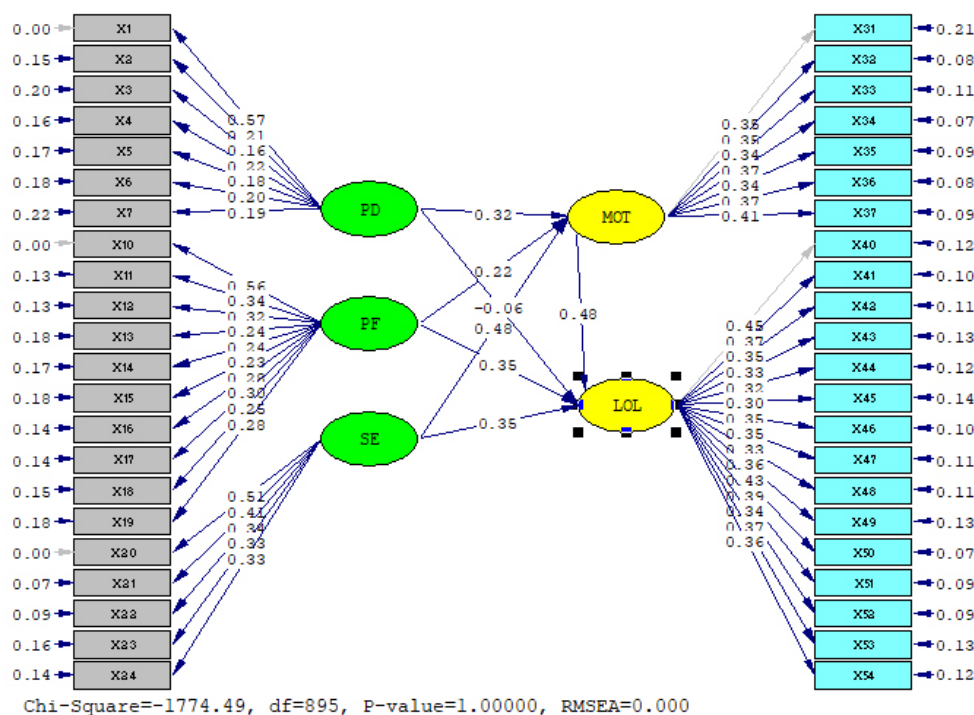 0.00 X1
0.15 X2
0.20 X3
0.16 X4
0.17 X5
0.18 X6
0.22 X7
0.00 X10
0.13 X11
0.13 X12
0.18 X13
0.17 X14
0.18 X15
0.14 X16
0.14 X17
0.15 X18
0.18 X19
0.00 X20
0.07 X21
0.09 X22
0.16 X23
0.14 X24
0.57
0.21
0.16
0.22
0.18
0.20
0.19
0.56
0.34
0.32
0.24
0.24
0.23
0.28
0.30
0.25
0.28
0.51
0.41
0.34
0.33
0.33
PD
PF
SE
0.32
0.22
-0.06
0.48
0.35
0.35
0.48
MOT
LOL
0.35
0.35
0.34
0.37
0.34
0.37
0.41
0.45
0.37
0.35
0.33
0.32
0.30
0.35
0.35
0.33
0.36
0.43
0.39
0.34
0.37
0.36
X31 0.21
X32 0.08
X33 0.11
X34 0.07
X35 0.09
X36 0.08
X37 0.09
X40 0.12
X41 0.10
X42 0.11
X43 0.13
X44 0.12
X45 0.14
X46 0.10
X47 0.11
X48 0.11
X49 0.13
X50 0.07
X51 0.09
X52 0.09
X53 0.13
X54 0.12
Chi-Square=-1774.49, df=895, P-value=1.00000, RMSEA=0.000